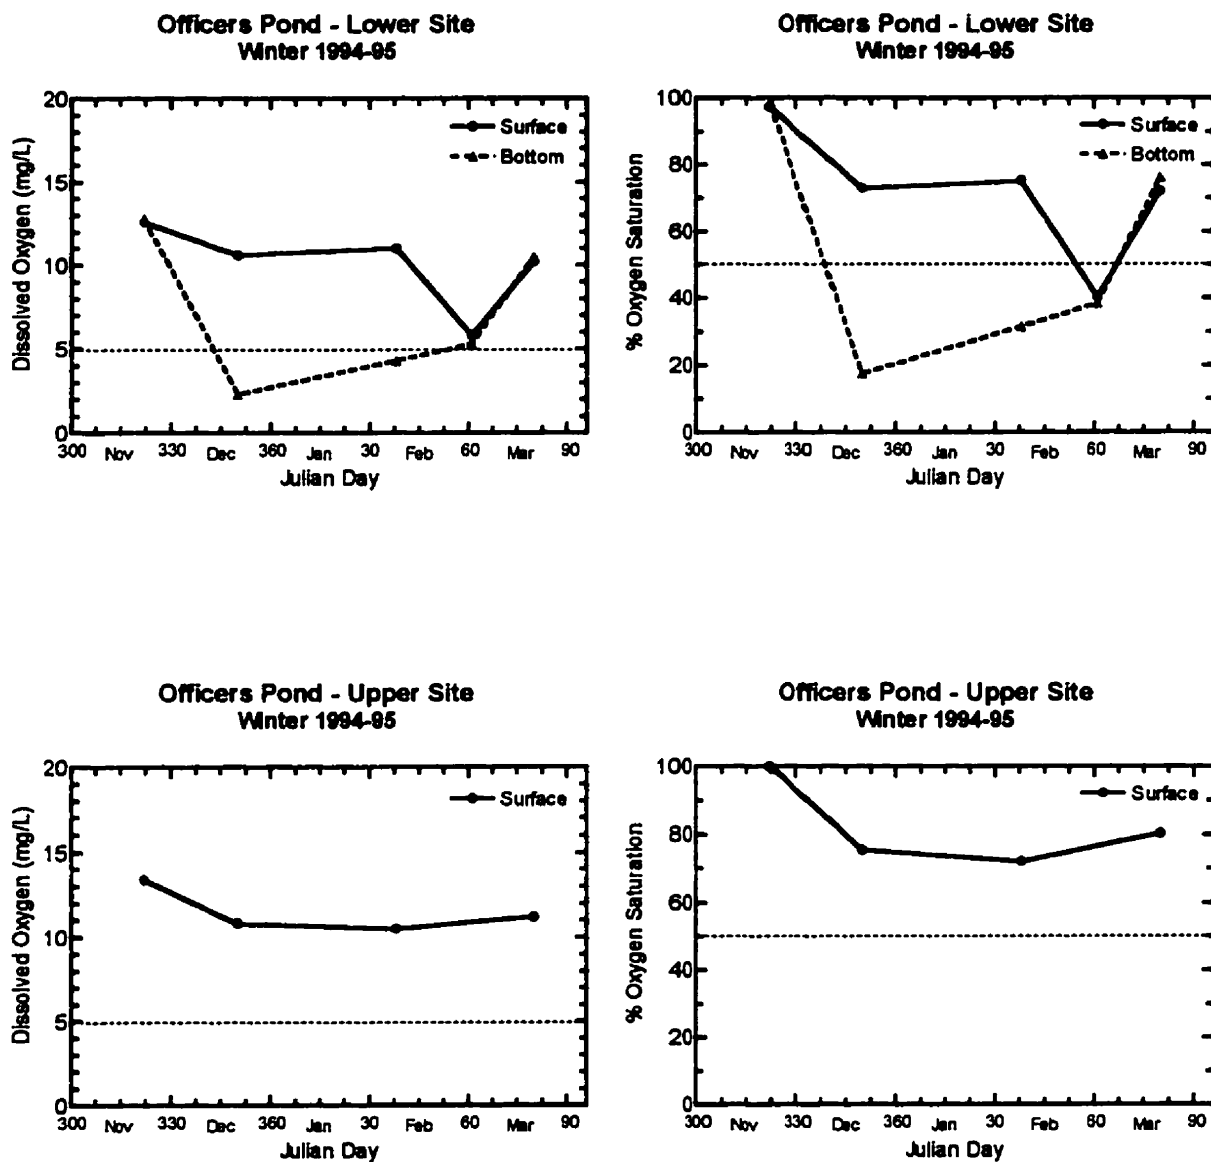 Officers Pond - Lower Site
Winter 1994-95
20
15
10
5
0
Dissolved Oxygen (mg/L)
Surface
Bottom
300 Nov 330 Dec 360 Jan 30 Feb 60 Mar 90
Julian Day
Officers Pond - Lower Site
Winter 1994-95
100
80
60
40
20
0
% Oxygen Saturation
Surface
Bottom
300 Nov 330 Dec 360 Jan 30 Feb 60 Mar 90
Julian Day
Officers Pond - Upper Site
Winter 1994-95
20
15
10
5
0
Dissolved Oxygen (mg/L)
Surface
300 Nov 330 Dec 360 Jan 30 Feb 60 Mar 90
Julian Day
Officers Pond - Upper Site
Winter 1994-95
100
80
60
40
20
0
% Oxygen Saturation
Surface
300 Nov 330 Dec 360 Jan 30 Feb 60 Mar 90
Julian Day